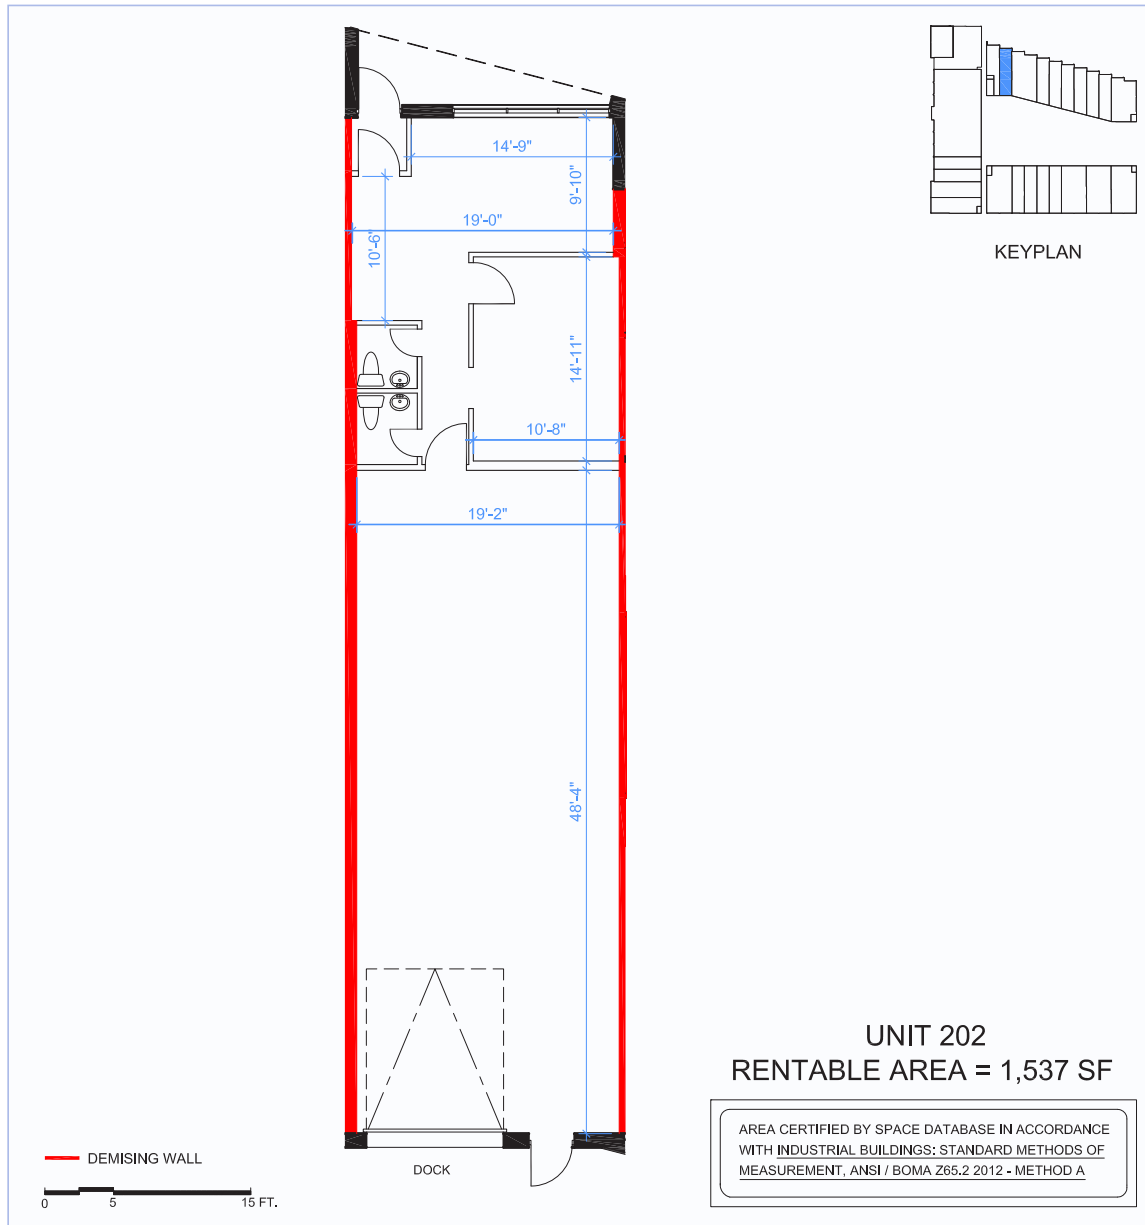 14'-9"
9'-10"
19'-0"
10'-6"
KEYPLAN
14'-11"
10'-8"
19'-2"
48'-4"
UNIT 202
RENTABLE AREA = 1,537 SF
AREA CERTIFIED BY SPACE DATABASE IN ACCORDANCE
WITH INDUSTRIAL BUILDINGS: STANDARD METHODS OF
MEASUREMENT, ANSI / BOMA Z65.2 2012 - METHOD A
DEMISING WALL
DOCK
0 5 15 FT.